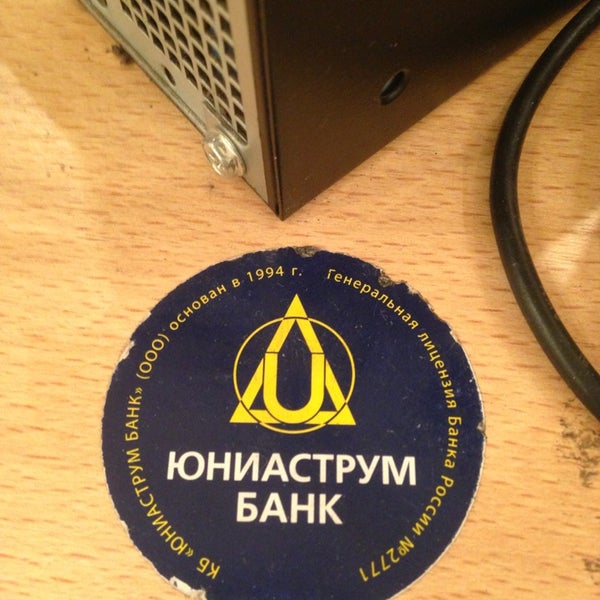 КБ «ЮНИАСТРУМ БАНК» (ООО) основан в 1994 г. Генеральная лицензия Банка России №2771
U
ЮНИАСТРУМ
БАНК